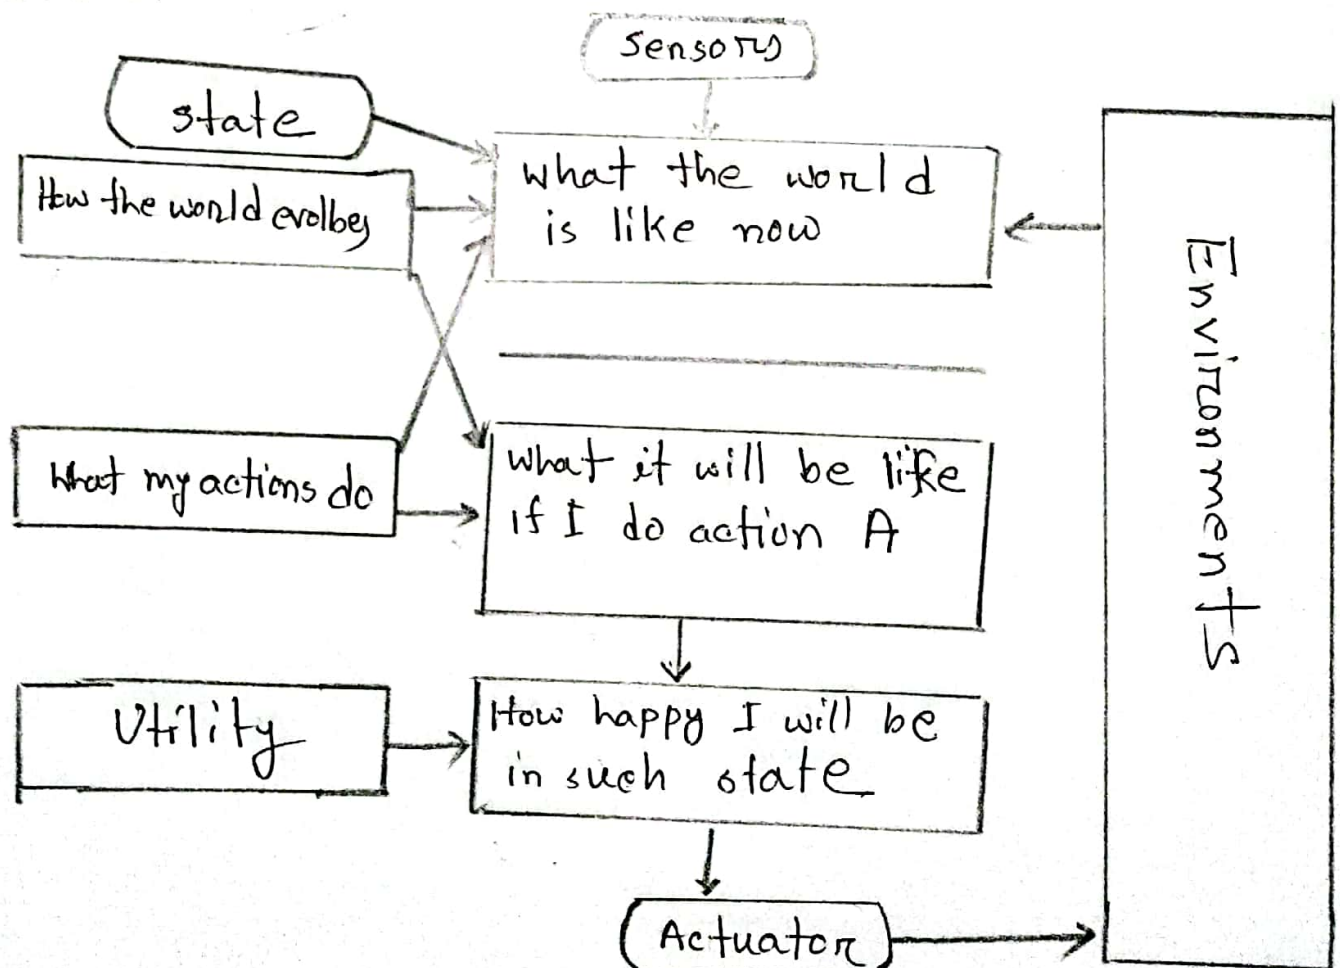 Sensors
state
How the world evolbes
what the world
is like now
Environments
What my actions do
What it will be like
if I do action A
Utility
How happy I will be
in such state
Actuator